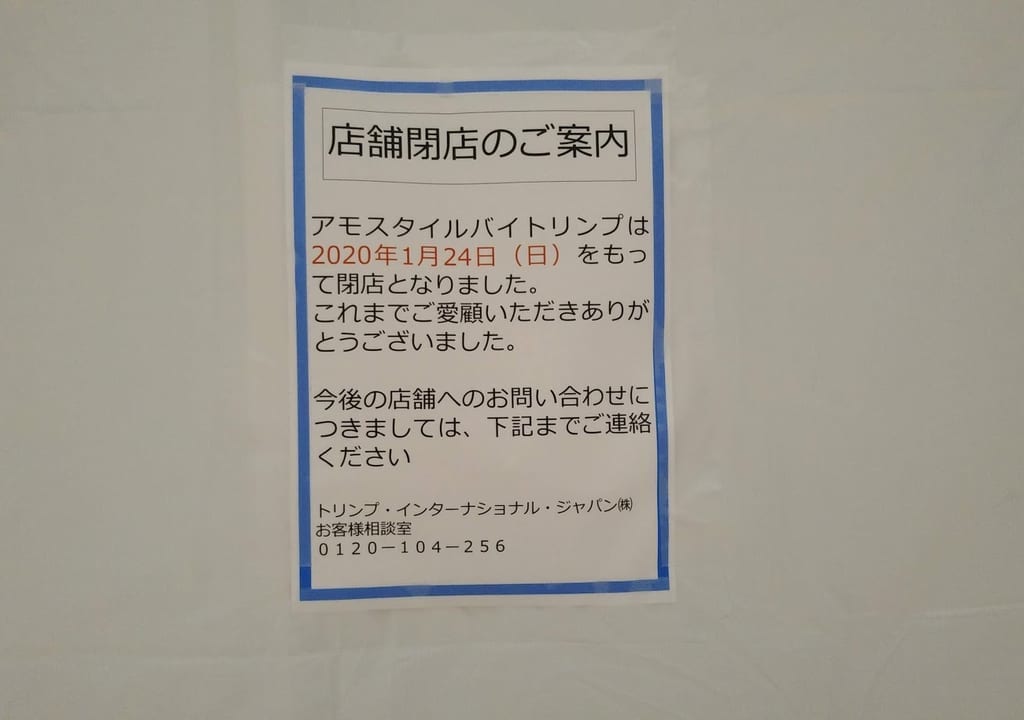 店舗閉店のご案内
アモスタイルバイトリンプは
2020年1月24日（日）をもっ
て閉店となりました。
これまでご愛顧いただきありが
とうございました。
今後の店舗へのお問い合わせに
つきましては、下記までご連絡
ください
トリンプ・インターナショナル・ジャパン㈱
お客様相談室
０１２０－１０４－２５６